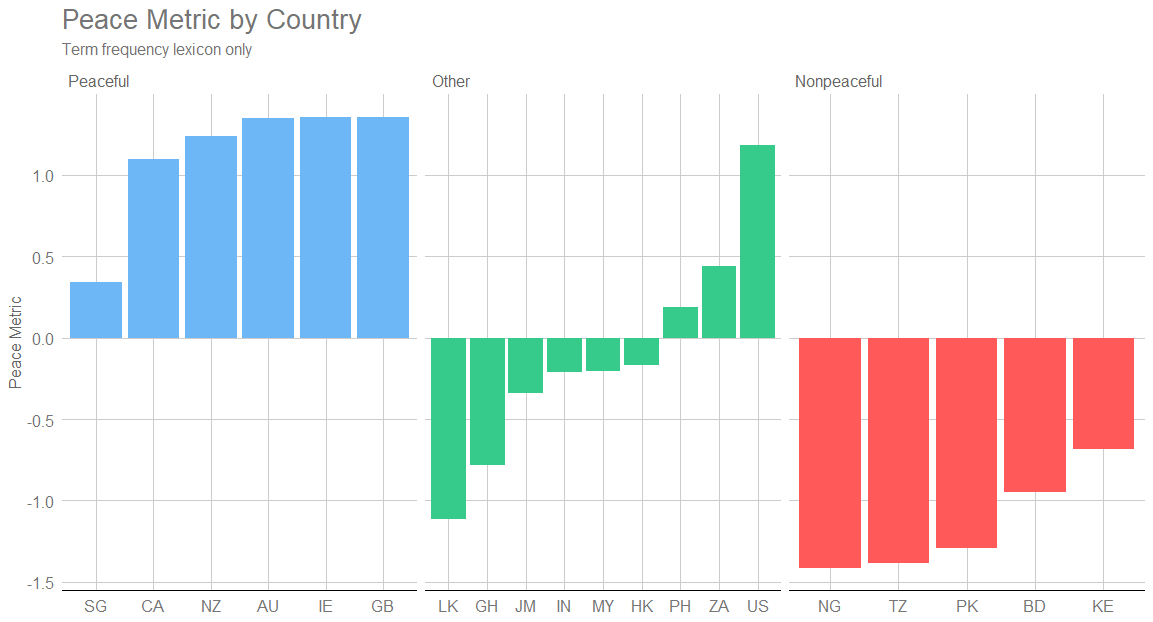 Peace Metric by Country
Term frequency lexicon only
Peaceful
Other
Nonpeaceful
Peace Metric
1.0
0.5
0.0
-0.5
-1.0
-1.5
SG CA NZ AU IE GB
LK GH JM IN MY HK PH ZA US
NG TZ PK BD KE